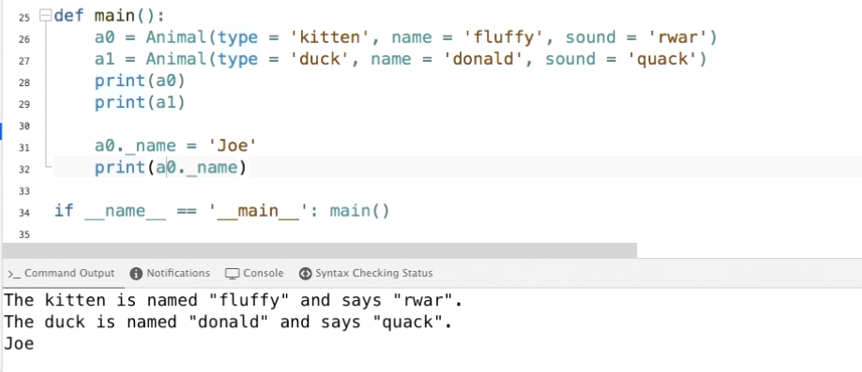 25 def main():
26 a0 = Animal(type = 'kitten', name = 'fluffy', sound = 'rwar')
27 a1 = Animal(type = 'duck', name = 'donald', sound = 'quack')
28 print(a0)
29 print(a1)
30
31 a0._name = 'Joe'
32 print(a0._name)
33
34 if __name__ == '__main__': main()
35
>_ Command Output Notifications Console Syntax Checking Status
The kitten is named "fluffy" and says "rwar".
The duck is named "donald" and says "quack".
Joe